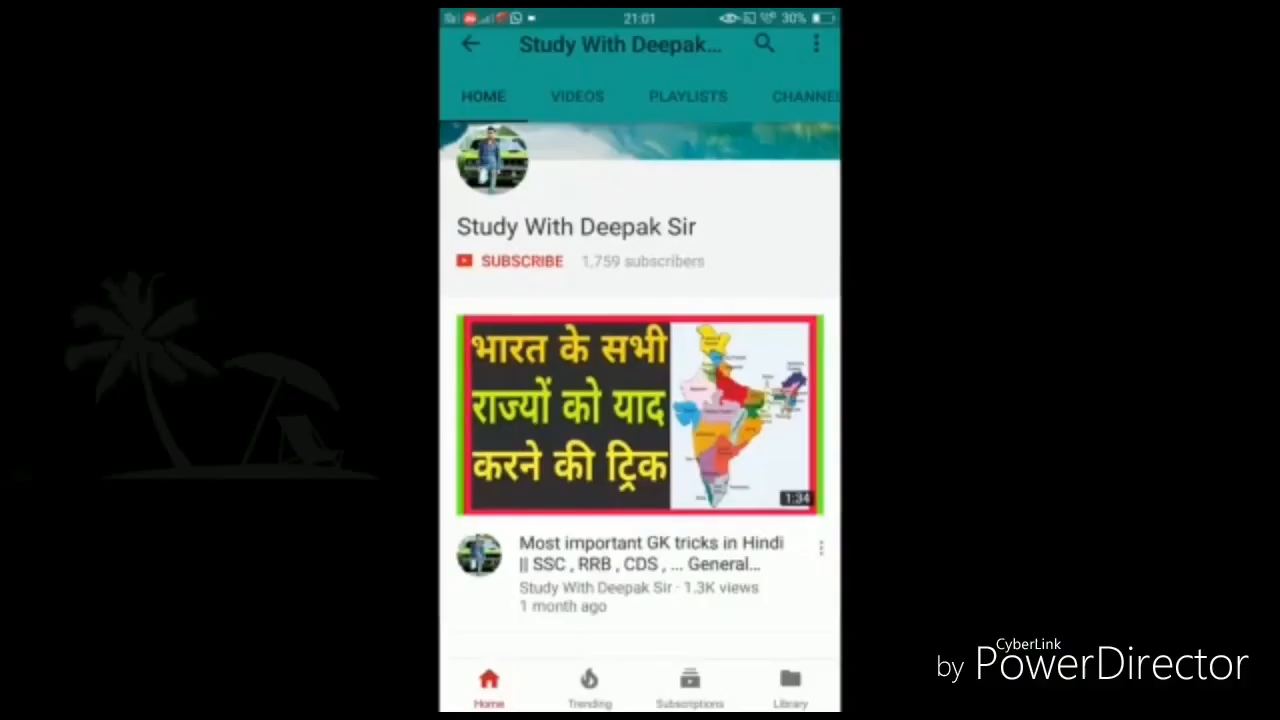 21:01
30%
Study With Deepak...
HOME VIDEOS PLAYLISTS CHANNEL
Study With Deepak Sir
SUBSCRIBE 1,759 subscribers
भारत के सभी
राज्यों को याद
करने की ट्रिक
1:34
Most important GK tricks in Hindi
|| SSC , RRB , CDS , ... General...
Study With Deepak Sir · 1.3K views
1 month ago
Home Trending Subscriptions Library
CyberLink
by PowerDirector